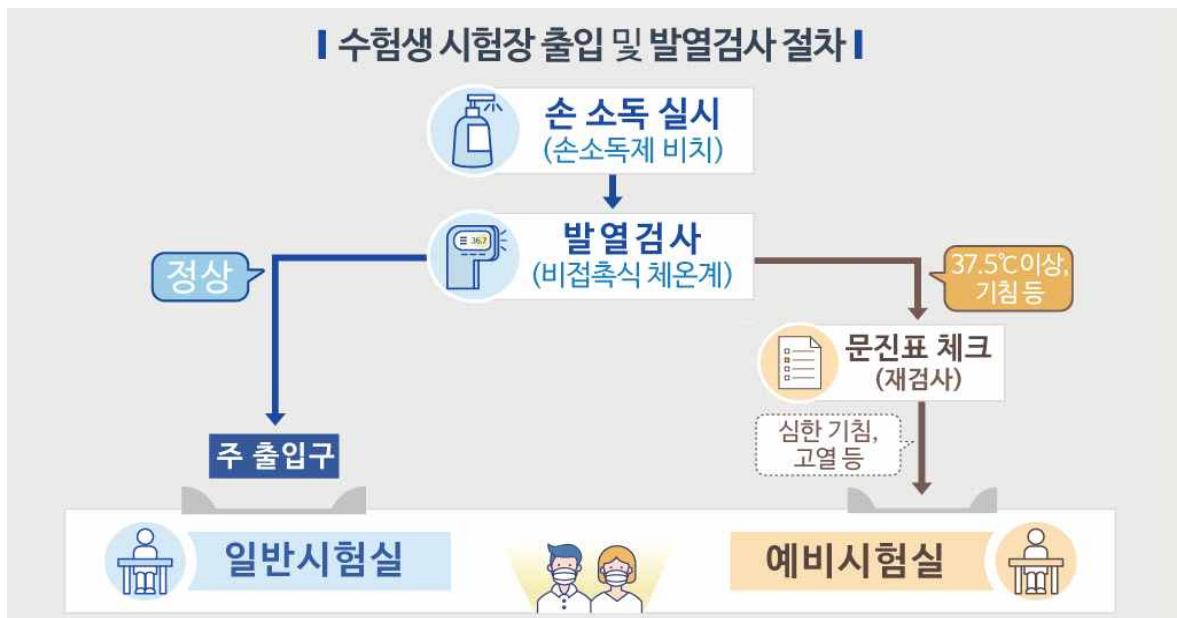 수험생 시험장 출입 및 발열검사 절차
손 소독 실시
(손소독제 비치)
발열검사
(비접촉식 체온계)
36.7
정상
37.5℃ 이상,
기침 등
문진표 체크
(재검사)
심한 기침,
고열 등
주 출입구
일반시험실
예비시험실